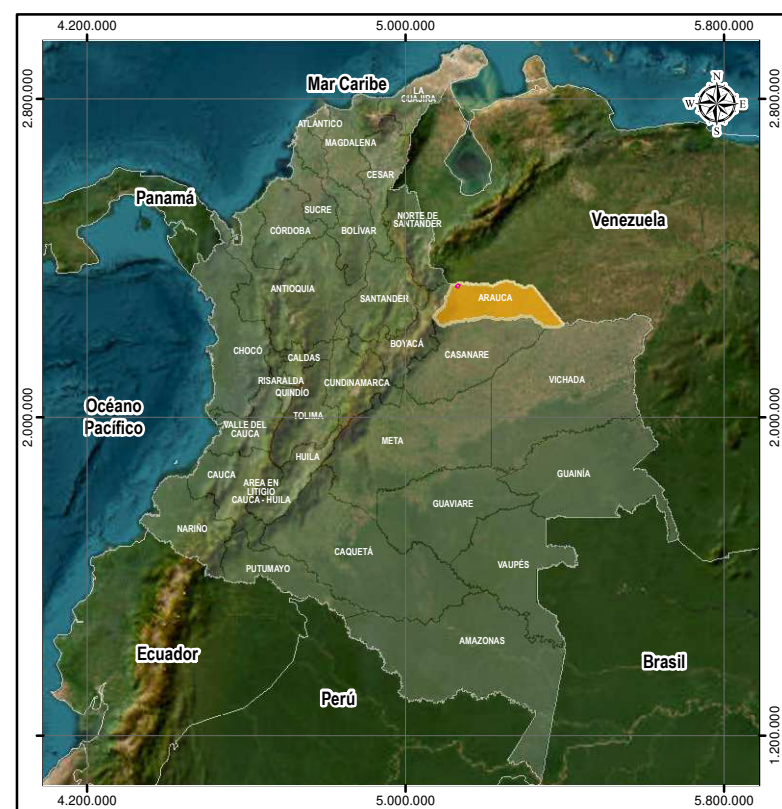 4.200.000
5.000.000
5.800.000
2.800.000
2.800.000
Mar Caribe
N
W
E
S
LA
GUAJIRA
ATLÁNTICO
MAGDALENA
CESAR
Panamá
SUCRE
NORTE DE
SANTANDER
Venezuela
CÓRDOBA
BOLÍVAR
ANTIOQUIA
SANTANDER
ARAUCA
BOYACÁ
CHOCÓ
CALDAS
CASANARE
RISARALDA
CUNDINAMARCA
VICHADA
QUINDÍO
Océano
Pacífico
TOLIMA
2.000.000
2.000.000
VALLE DEL
CAUCA
META
HUILA
CAUCA
AREA EN
LITIGIO
CAUCA - HUILA
GUAINÍA
GUAVIARE
NARIÑO
CAQUETÁ
PUTUMAYO
VAUPÉS
AMAZONAS
Ecuador
Brasil
Perú
1.200.000
1.200.000
4.200.000
5.000.000
5.800.000